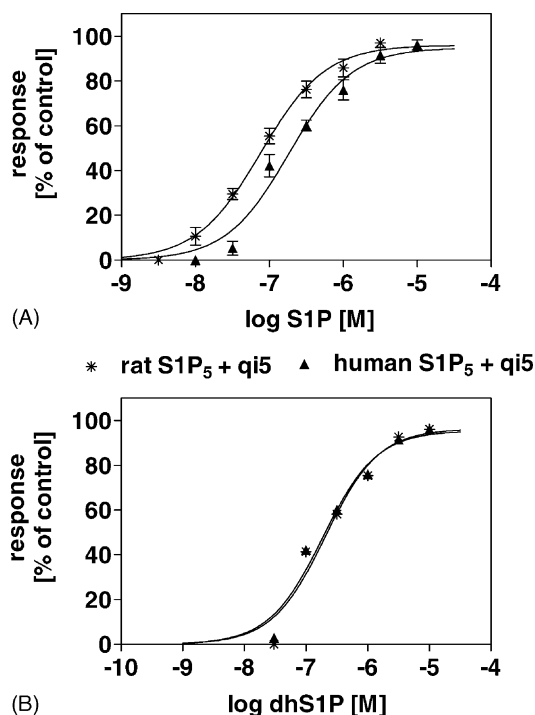 100
80
60
40
20
0
response
[% of control]
-9 -8 -7 -6 -5 -4
(A)
log S1P [M]
rat S1P₅ + qi5 human S1P₅ + qi5
100
80
60
40
20
0
response
[% of control]
-10 -9 -8 -7 -6 -5 -4
(B)
log dhS1P [M]